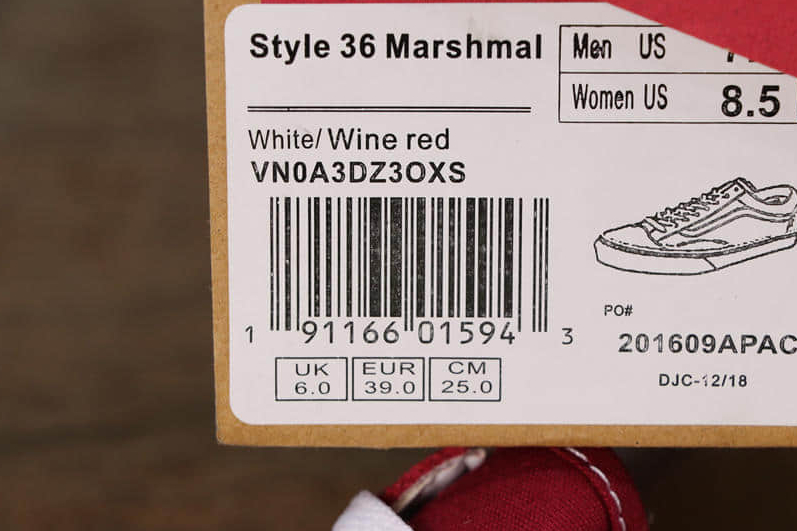 Style 36 Marshmal
Men US
Women US 8.5
White/Wine red
VN0A3DZ3OXS
1 91166 01594 3
UK 6.0
EUR 39.0
CM 25.0
PO#
201609APAC
DJC-12/18